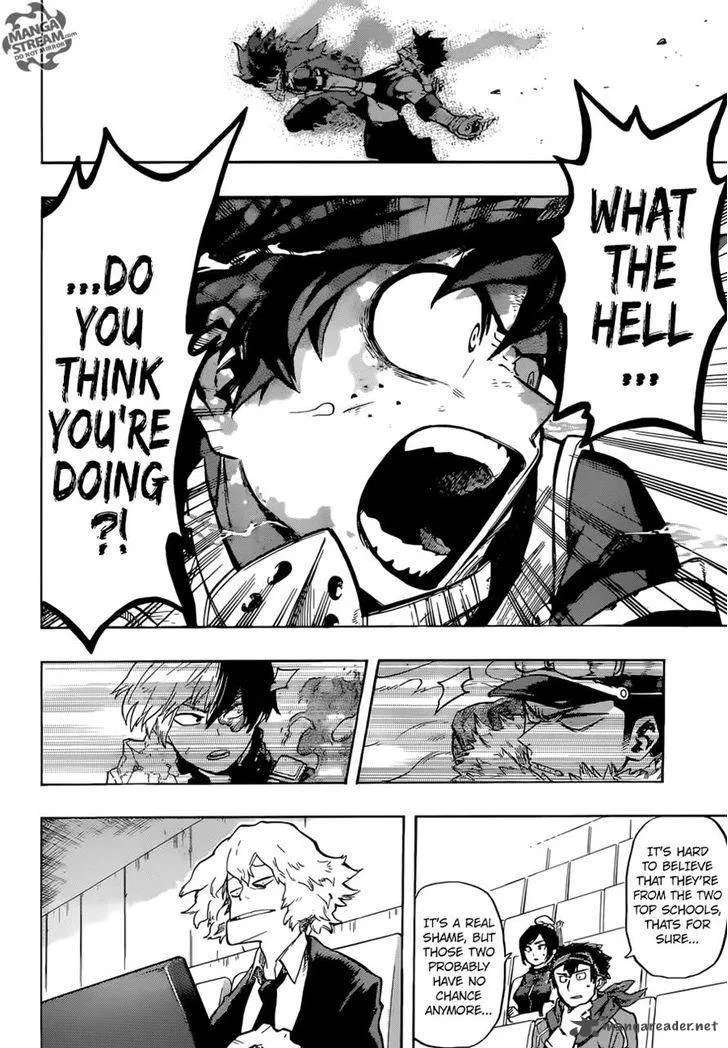 MANGA
STREAM.com
DO NOT MIRROR
WHAT
THE
HELL
...
...DO
YOU
THINK
YOU'RE
DOING
?!
IT'S HARD
TO BELIEVE
THAT THEY'RE
FROM THE TWO
TOP SCHOOLS,
THATS FOR
SURE...
IT'S A REAL
SHAME, BUT
THOSE TWO
PROBABLY
HAVE NO
CHANCE
ANYMORE...
mangareader.net